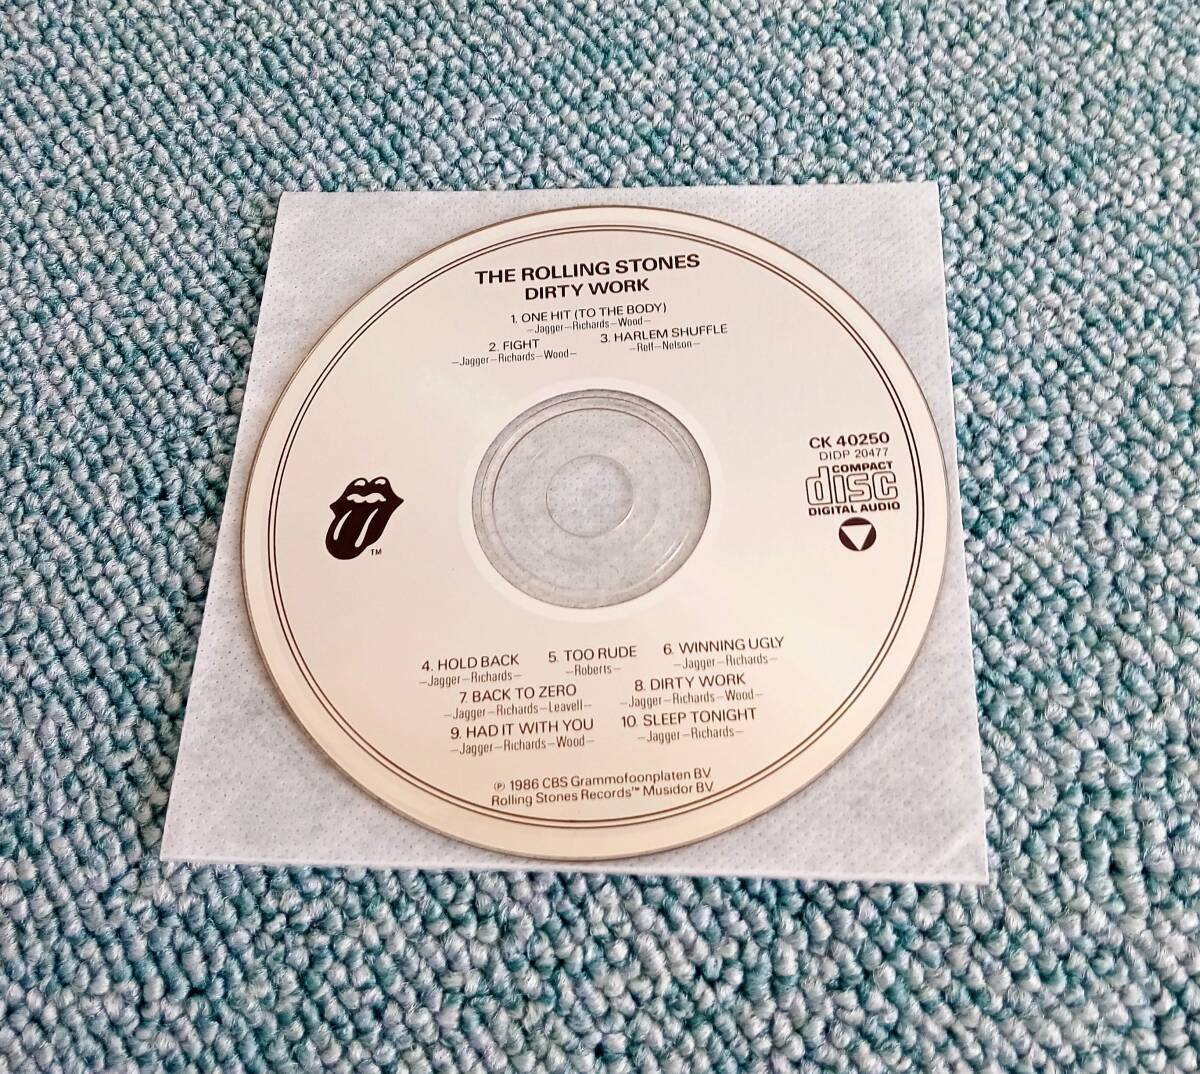 THE ROLLING STONES
DIRTY WORK
1. ONE HIT (TO THE BODY)
—Jagger—Richards—Wood—
2. FIGHT
—Jagger—Richards—Wood—
3. HARLEM SHUFFLE
—Relf—Nelson—
CK 40250
DIDP 20477
COMPACT
disc
DIGITAL AUDIO
TM
4. HOLD BACK
—Jagger—Richards—
5. TOO RUDE
—Roberts—
6. WINNING UGLY
—Jagger—Richards—
7. BACK TO ZERO
—Jagger—Richards—Leavell—
8. DIRTY WORK
—Jagger—Richards—Wood—
9. HAD IT WITH YOU
—Jagger—Richards—Wood—
10. SLEEP TONIGHT
—Jagger—Richards—
℗ 1986 CBS Grammofoonplaten BV
Rolling Stones Records™ Musidor BV